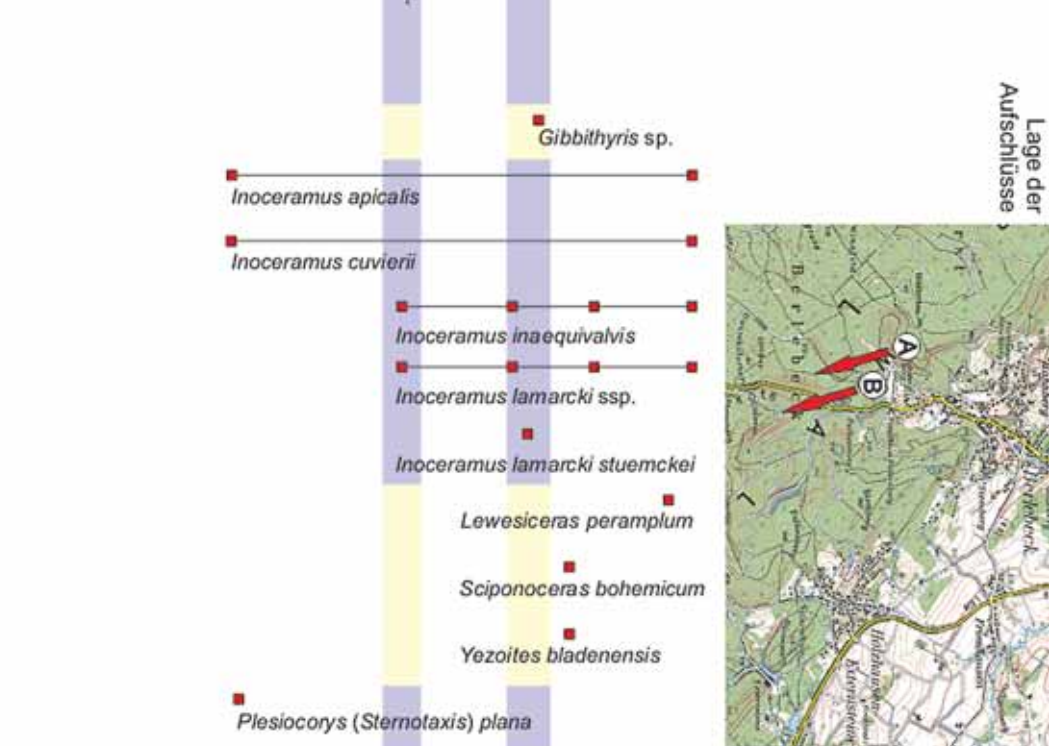 Gibbithyris sp.
Inoceramus apicalis
Inoceramus cuvierii
Inoceramus inaequivalvis
Inoceramus lamarcki ssp.
Inoceramus lamarcki stuemckei
Lewesiceras peramplum
Sciponoceras bohemicum
Yezoites bladenensis
Plesiocorys (Sternotaxis) plana
Lage der
Aufschlüsse
A
B